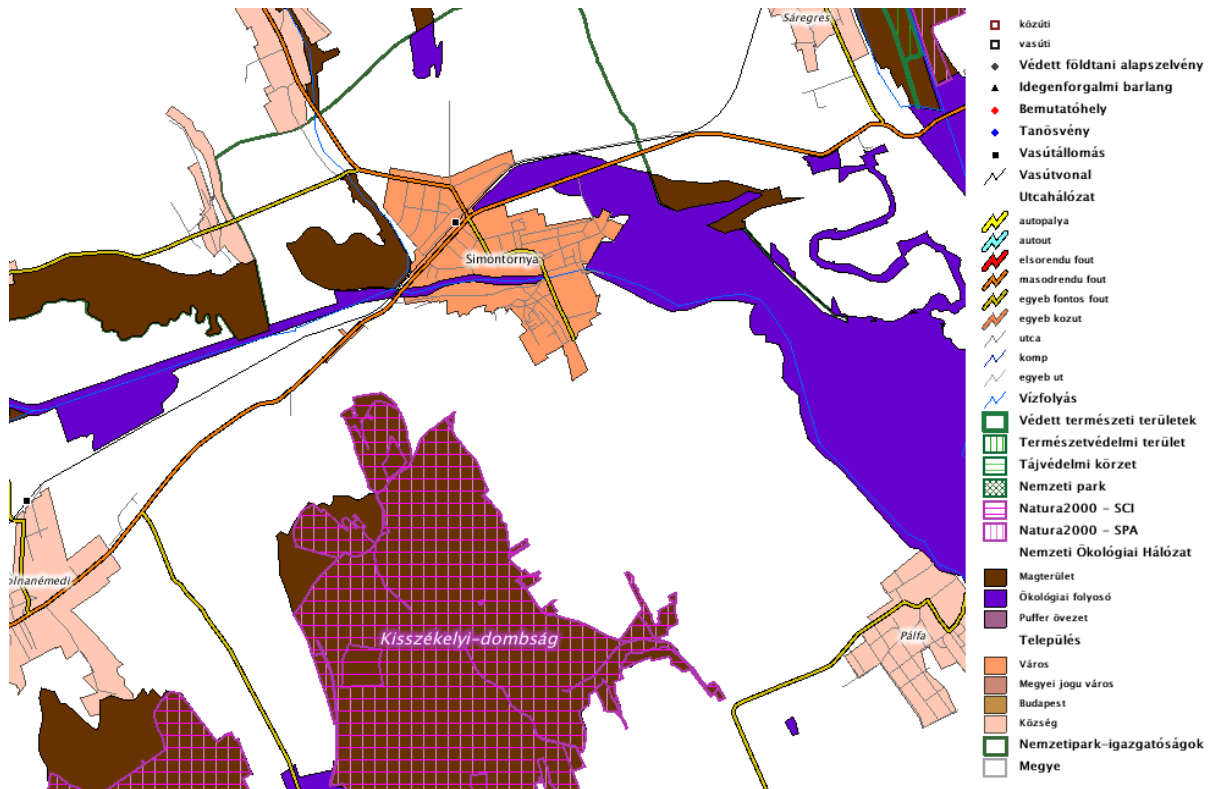 Sáregres
Simontornya
olnanémedi
Kisszékelyi-dombság
Pálfa
közúti
vasúti
Védett földtani alapszelvény
Idegenforgalmi barlang
Bemutatóhely
Tanösvény
Vasútállomás
Vasútvonal
Utcahálózat
autopalya
autout
elsorendu fout
masodrendu fout
egyeb fontos fout
egyeb kozut
utca
komp
egyeb ut
Vízfolyás
Védett természeti területek
Természetvédelmi terület
Tájvédelmi körzet
Nemzeti park
Natura2000 - SCI
Natura2000 - SPA
Nemzeti Ökológiai Hálózat
Magterület
Ökológiai folyosó
Puffer övezet
Település
Város
Megyei jogu város
Budapest
Község
Nemzetipark-igazgatóságok
Megye